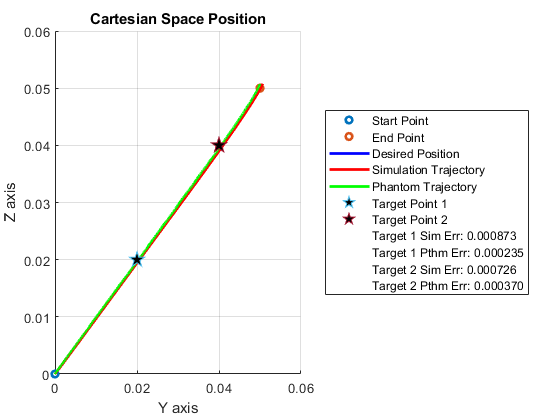 Cartesian Space Position
0.06
0.05
0.04
0.03
0.02
0.01
0
Z axis
0
0.02
0.04
0.06
Y axis
Start Point
End Point
Desired Position
Simulation Trajectory
Phantom Trajectory
Target Point 1
Target Point 2
Target 1 Sim Err: 0.000873
Target 1 Pthm Err: 0.000235
Target 2 Sim Err: 0.000726
Target 2 Pthm Err: 0.000370